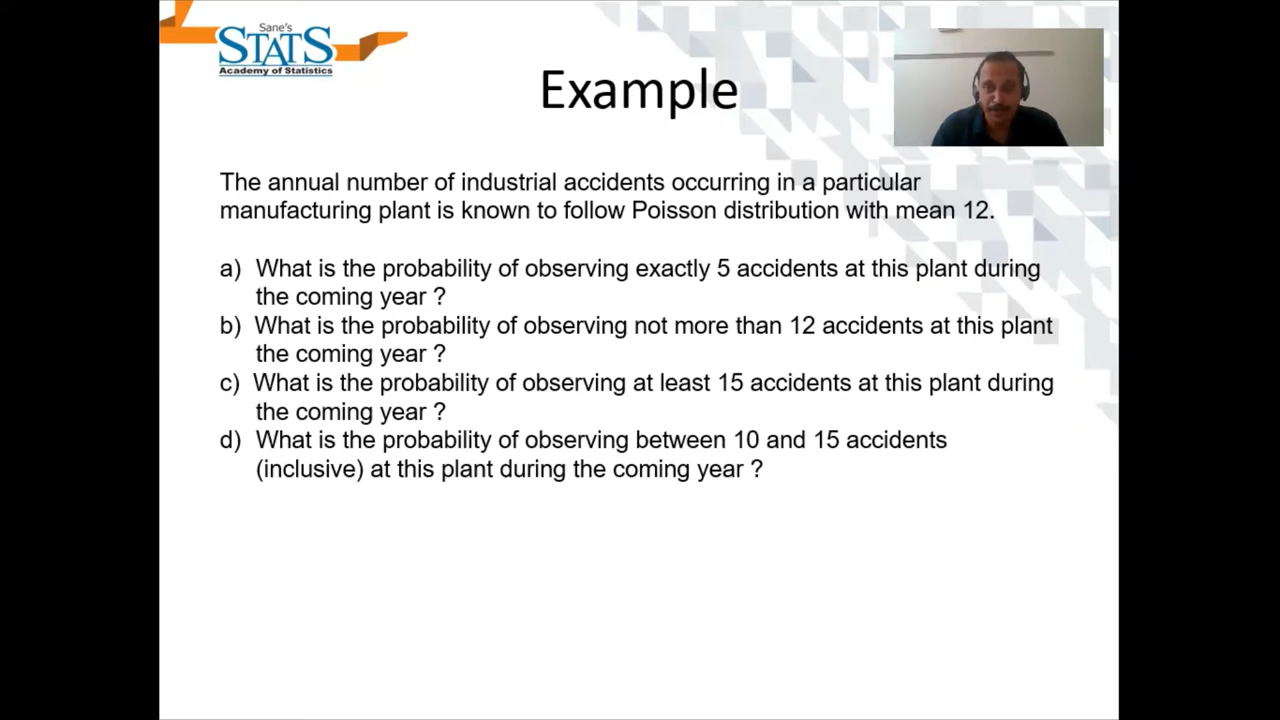 Sane's
STATS
Academy of Statistics
Example
The annual number of industrial accidents occurring in a particular
manufacturing plant is known to follow Poisson distribution with mean 12.
a) What is the probability of observing exactly 5 accidents at this plant during
the coming year ?
b) What is the probability of observing not more than 12 accidents at this plant
the coming year ?
c) What is the probability of observing at least 15 accidents at this plant during
the coming year ?
d) What is the probability of observing between 10 and 15 accidents
(inclusive) at this plant during the coming year ?